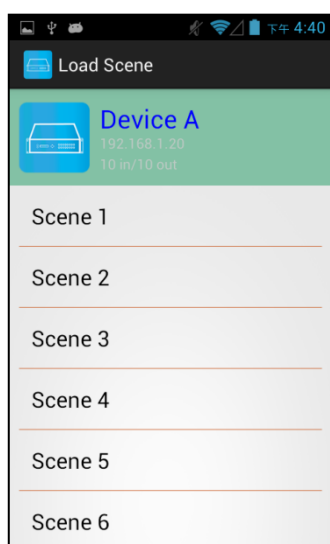 下午 4:40
Load Scene
Device A
192.168.1.20
10 in/10 out
Scene 1
Scene 2
Scene 3
Scene 4
Scene 5
Scene 6